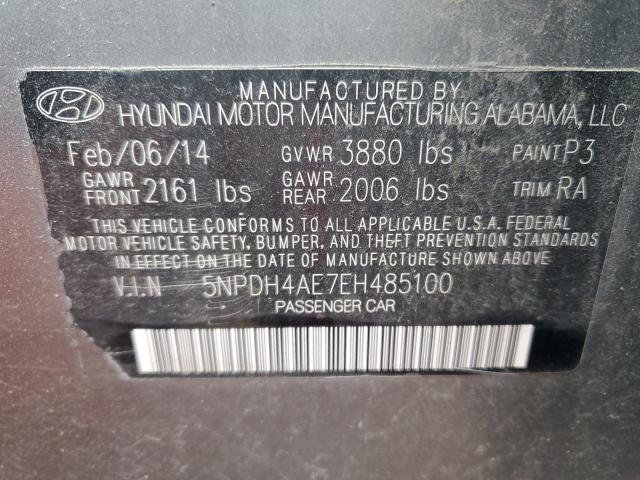 MANUFACTURED BY
HYUNDAI MOTOR MANUFACTURING ALABAMA, LLC
Feb/06/14 GVWR 3880 lbs PAINT P3
GAWR FRONT 2161 lbs GAWR REAR 2006 lbs TRIM RA
THIS VEHICLE CONFORMS TO ALL APPLICABLE U.S.A. FEDERAL
MOTOR VEHICLE SAFETY, BUMPER, AND THEFT PREVENTION
STANDARDS IN EFFECT ON THE DATE OF MANUFACTURE SHOWN ABOVE.
V.I.N 5NPDH4AE7EH485100
PASSENGER CAR